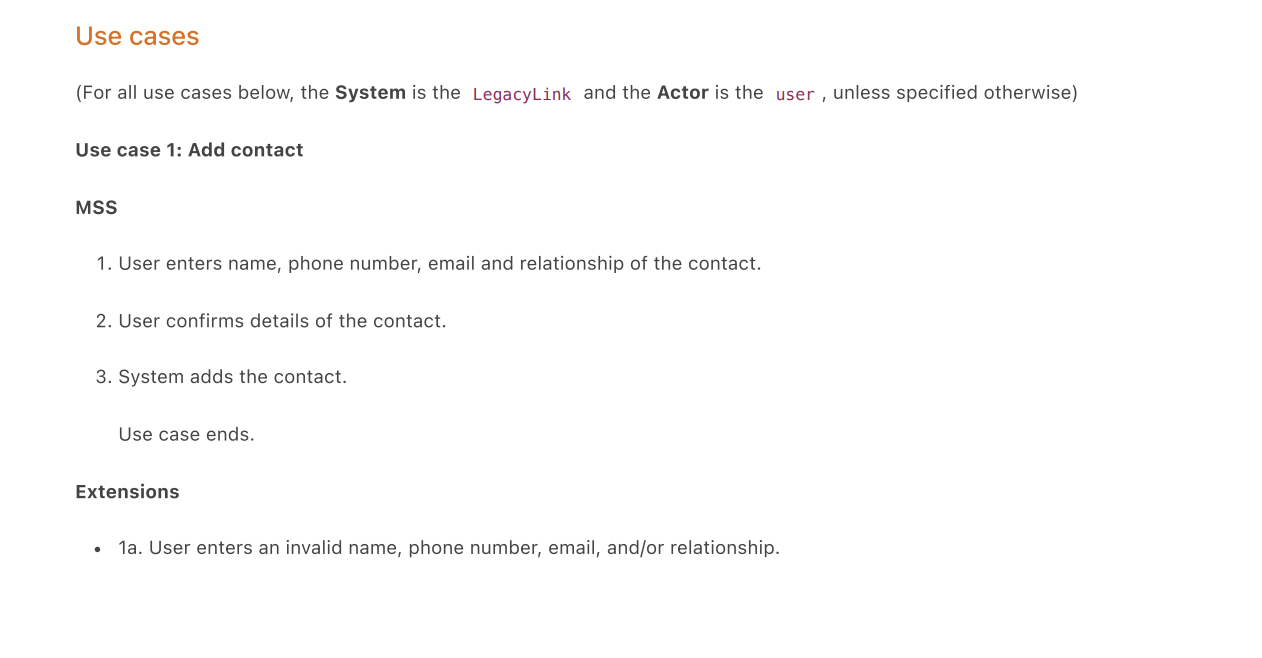 Use cases
(For all use cases below, the System is the LegacyLink and the Actor is the user , unless specified otherwise)
Use case 1: Add contact
MSS
1. User enters name, phone number, email and relationship of the contact.
2. User confirms details of the contact.
3. System adds the contact.
Use case ends.
Extensions
• 1a. User enters an invalid name, phone number, email, and/or relationship.